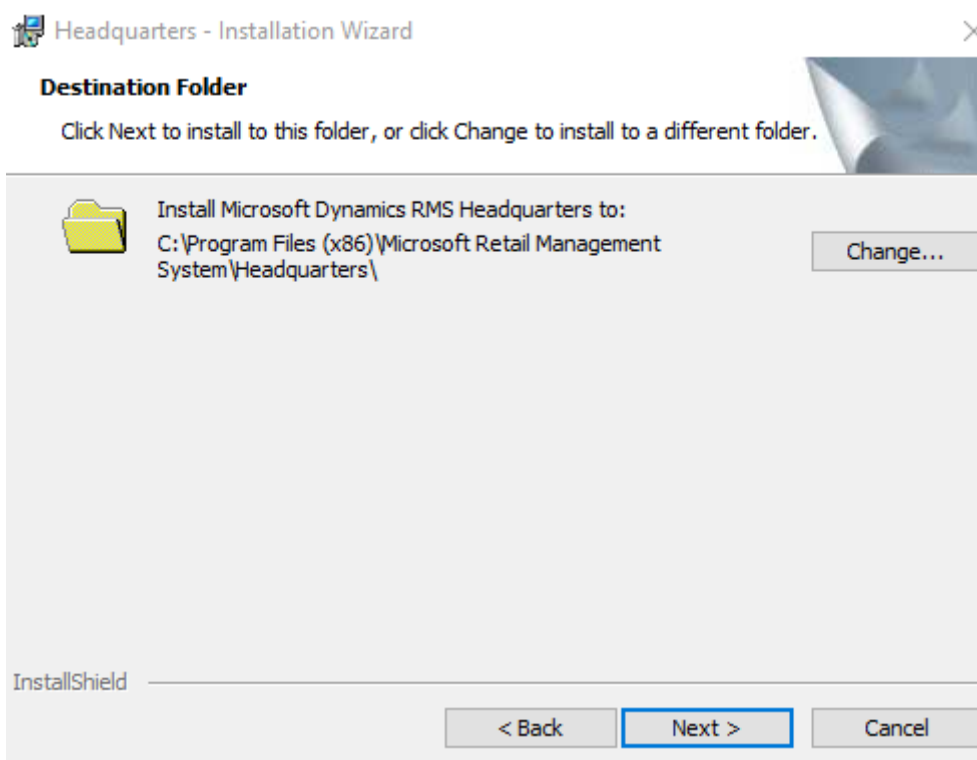 Headquarters - Installation Wizard
Destination Folder
Click Next to install to this folder, or click Change to install to a different folder.
Install Microsoft Dynamics RMS Headquarters to:
C:\Program Files (x86)\Microsoft Retail Management
System\Headquarters\
Change...
InstallShield
< Back
Next >
Cancel